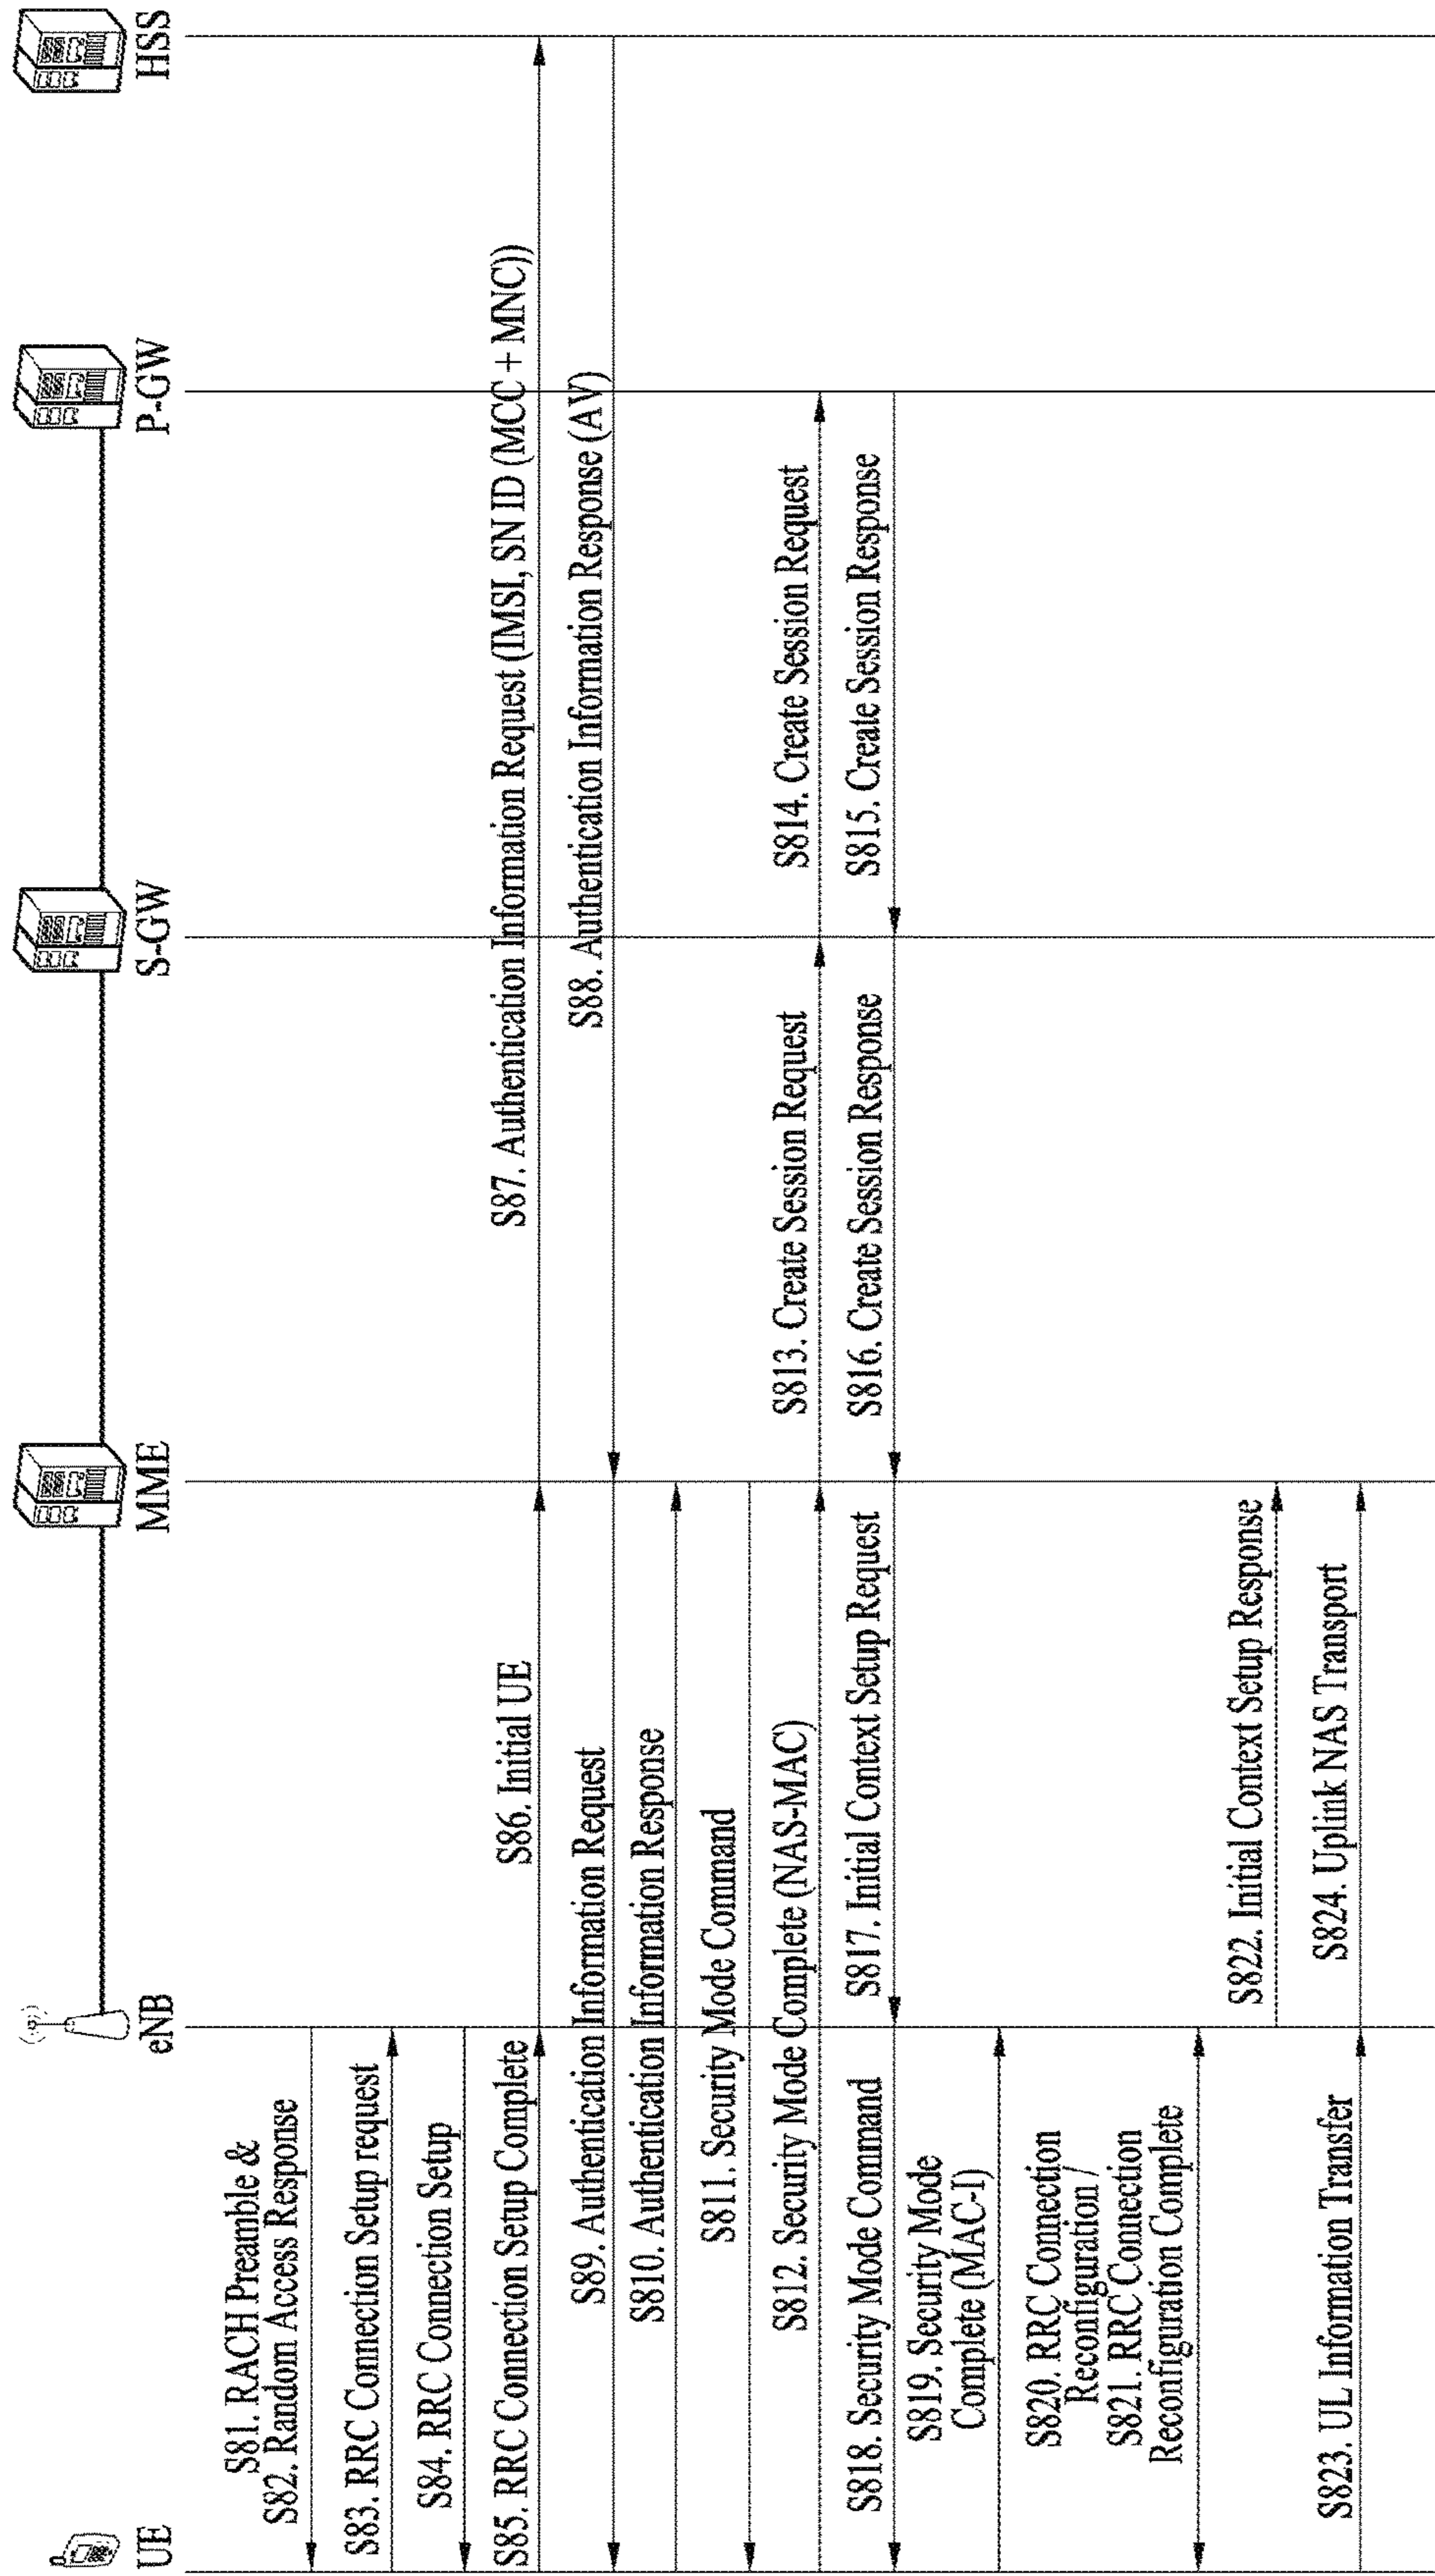 UE
eNB
MME
S-GW
P-GW
HSS
S81. RACH Preamble &
S82. Random Access Response
S83. RRC Connection Setup request
S84. RRC Connection Setup
S85. RRC Connection Setup Complete
S86. Initial UE
S87. Authentication Information Request (IMSI, SN ID (MCC + MNC))
S88. Authentication Information Response (AV)
S89. Authentication Information Request
S810. Authentication Information Response
S811. Security Mode Command
S812. Security Mode Complete (NAS-MAC)
S813. Create Session Request
S814. Create Session Request
S815. Create Session Response
S816. Create Session Response
S817. Initial Context Setup Request
S818. Security Mode Command
S819. Security Mode
Complete (MAC-I)
S820. RRC Connection
Reconfiguration /
S821. RRC Connection
Reconfiguration Complete
S822. Initial Context Setup Response
S823. UL Information Transfer
S824. Uplink NAS Transport